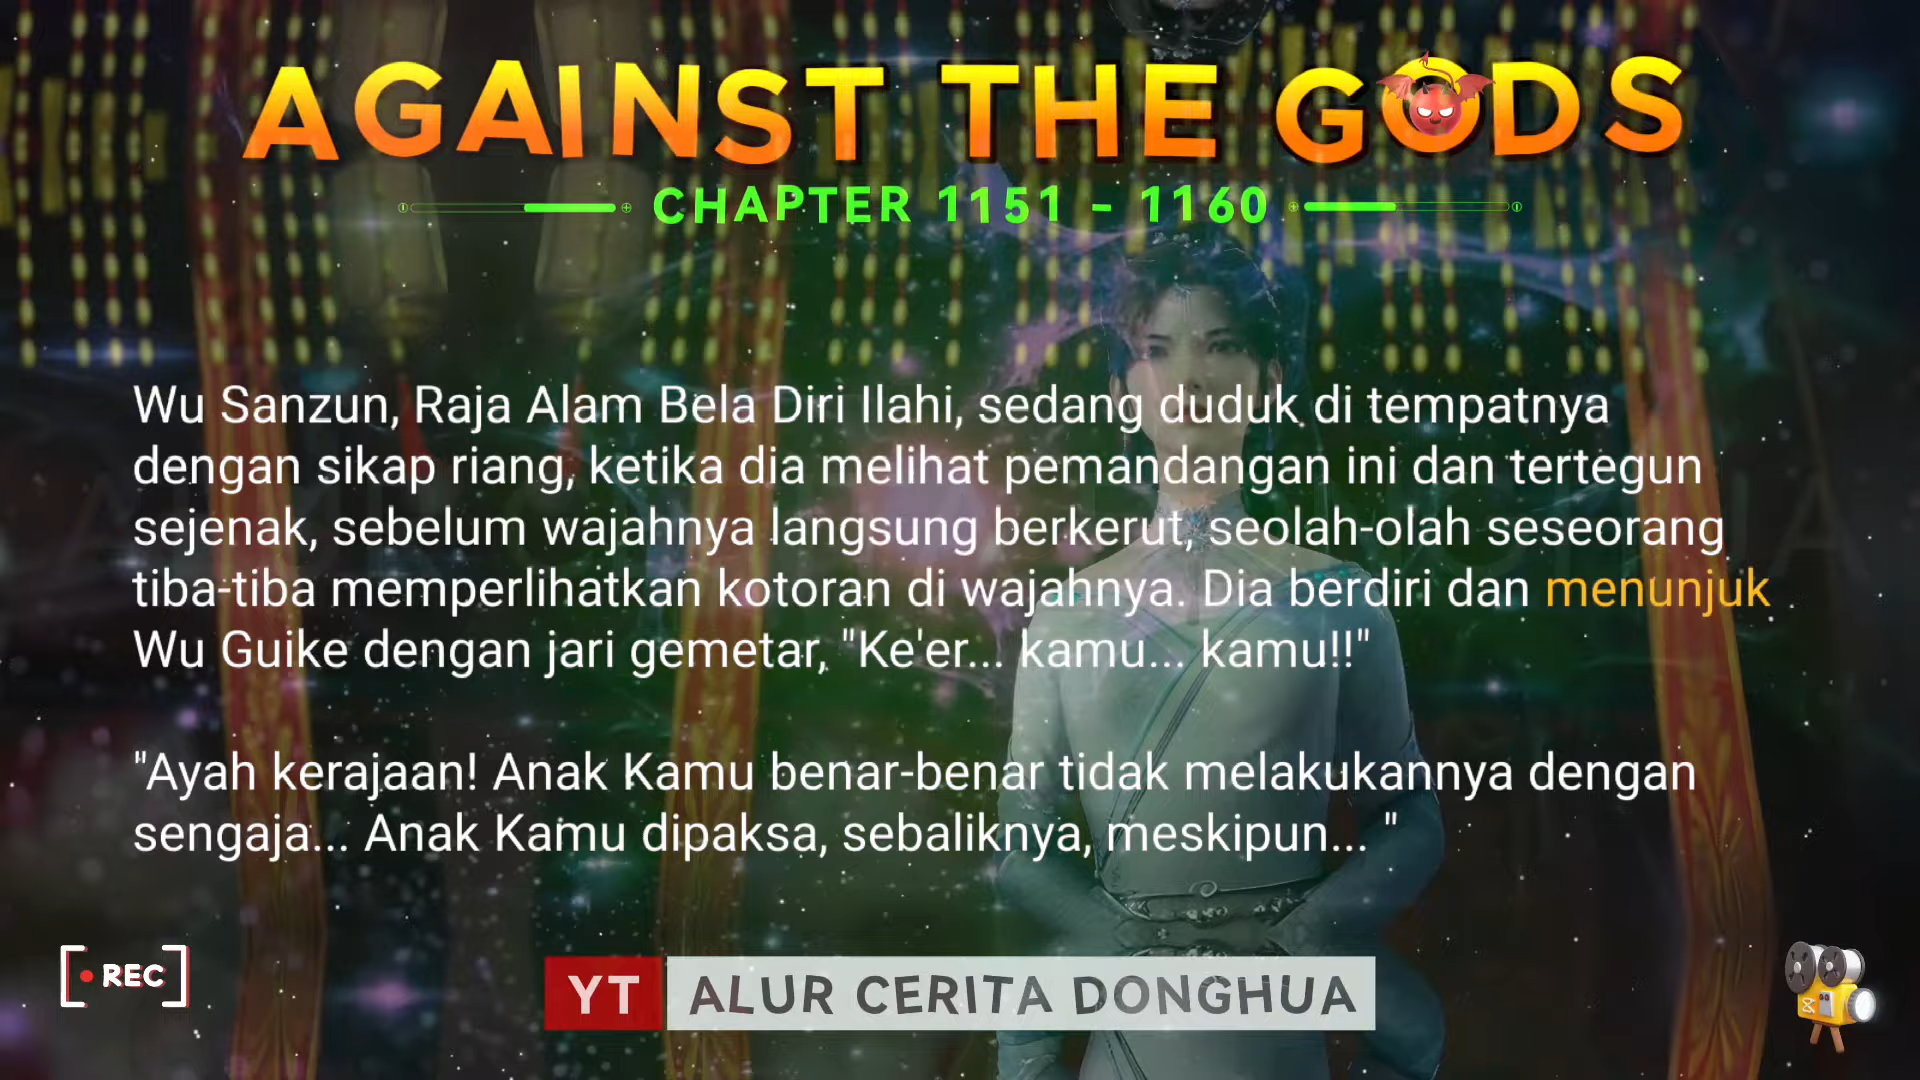 AGAINST THE GODS
CHAPTER 1151 - 1160
Wu Sanzun, Raja Alam Bela Diri Ilahi, sedang duduk di tempatnya
dengan sikap riang, ketika dia melihat pemandangan ini dan tertegun
sejenak, sebelum wajahnya langsung berkerut, seolah-olah seseorang
tiba-tiba memperlihatkan kotoran di wajahnya. Dia berdiri dan menunjuk
Wu Guike dengan jari gemetar, "Ke'er... kamu... kamu!!"
"Ayah kerajaan! Anak Kamu benar-benar tidak melakukannya dengan
sengaja... Anak Kamu dipaksa, sebaliknya, meskipun... "
REC
YT ALUR CERITA DONGHUA